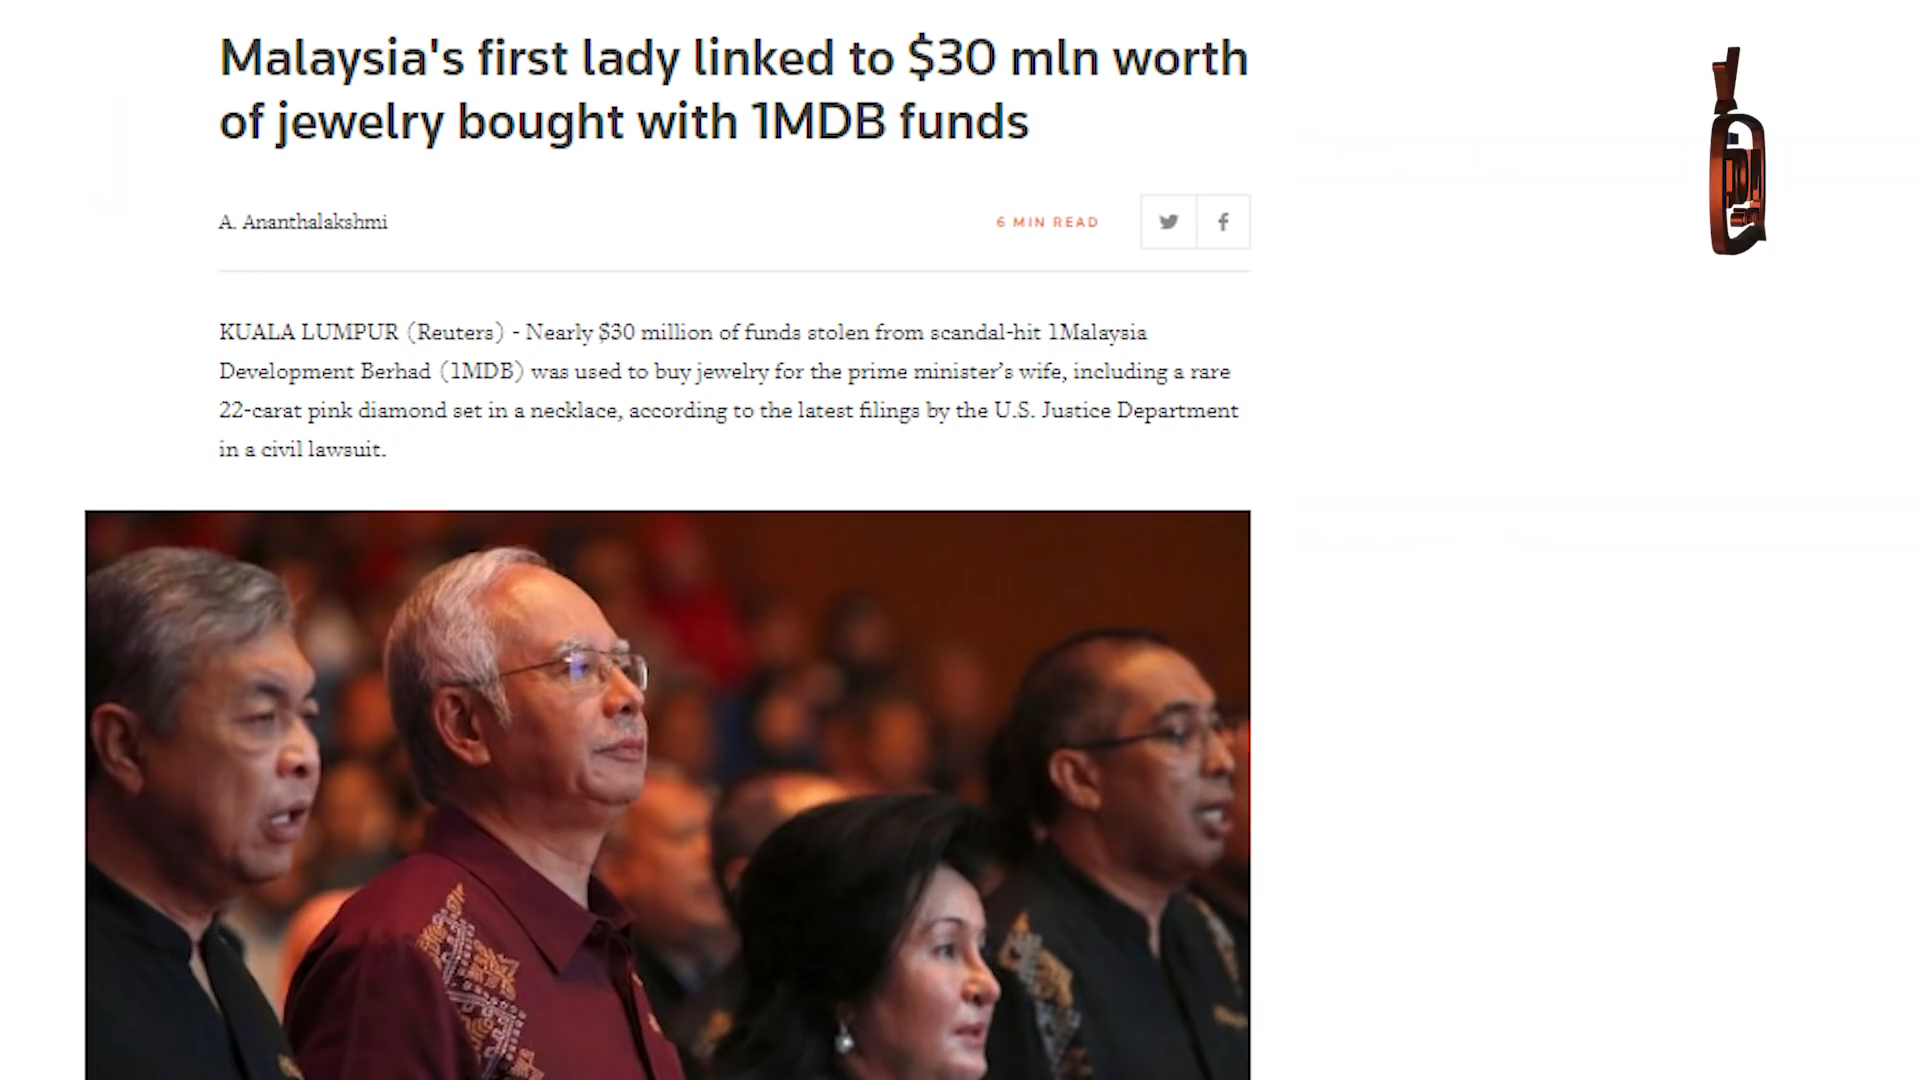 Malaysia's first lady linked to $30 mln worth
of jewelry bought with 1MDB funds
A. Ananthalakshmi
6 MIN READ
KUALA LUMPUR (Reuters) - Nearly $30 million of funds stolen from scandal-hit 1Malaysia
Development Berhad (1MDB) was used to buy jewelry for the prime minister's wife, including a rare
22-carat pink diamond set in a necklace, according to the latest filings by the U.S. Justice Department
in a civil lawsuit.